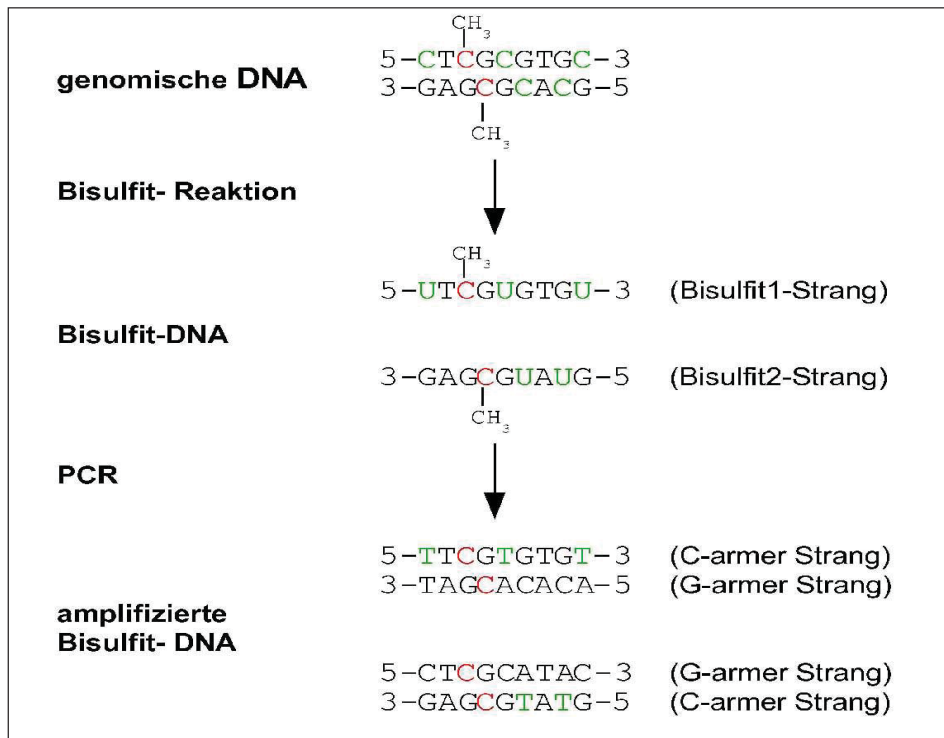 CH3
5-CTCGCGTGC-3
genomische DNA
3-GAGCGCACG-5
CH3
Bisulfit- Reaktion
CH3
5-UTCGUGTGU-3 (Bisulfit1-Strang)
Bisulfit-DNA
3-GAGCGUAUG-5 (Bisulfit2-Strang)
CH3
PCR
5-TTCGTGTGT-3 (C-armer Strang)
3-TAGCACACA-5 (G-armer Strang)
amplifizierte
Bisulfit- DNA
5-CTCGCATAC-3 (G-armer Strang)
3-GAGCGTATG-5 (C-armer Strang)